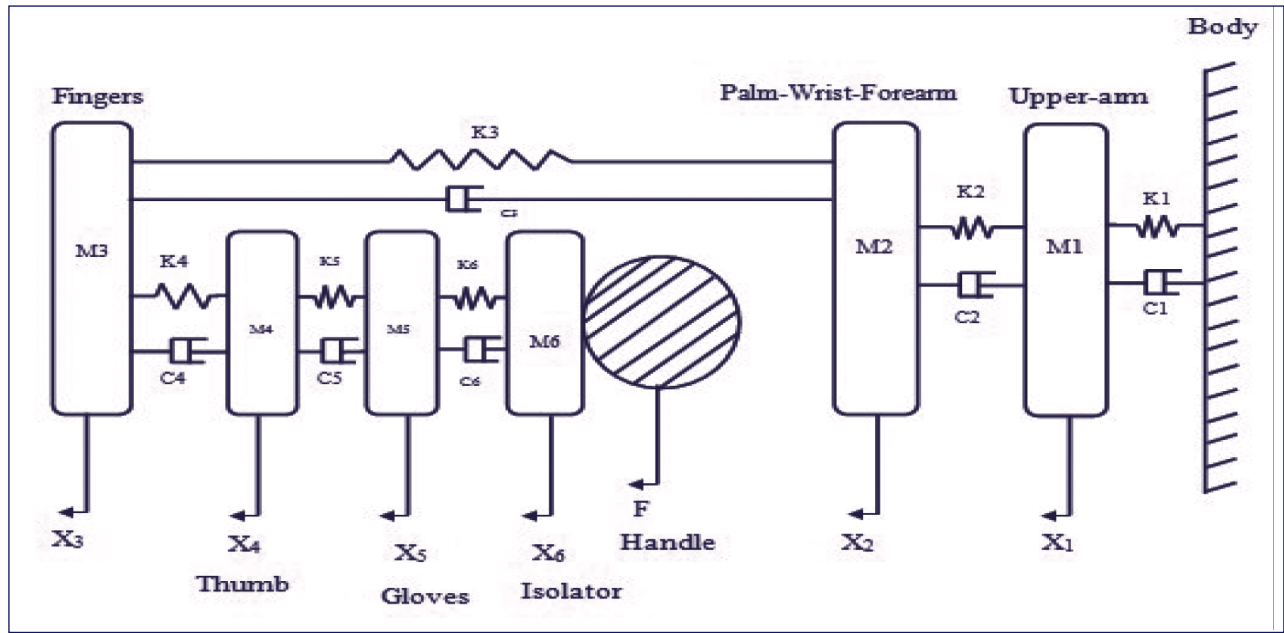 Body
Fingers
Palm-Wrist-Forearm
Upper-arm
K3
K2
K1
C3
M3
M2
M1
K4
K5
K6
M4
M5
M6
C2
C1
C4
C5
C6
F
X₃
X₄
X₅
X₆
Handle
X₂
X₁
Thumb
Gloves
Isolator